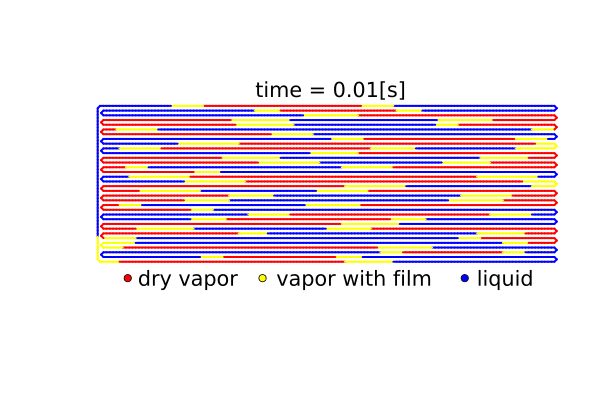 time = 0.01[s]
dry vapor vapor with film liquid